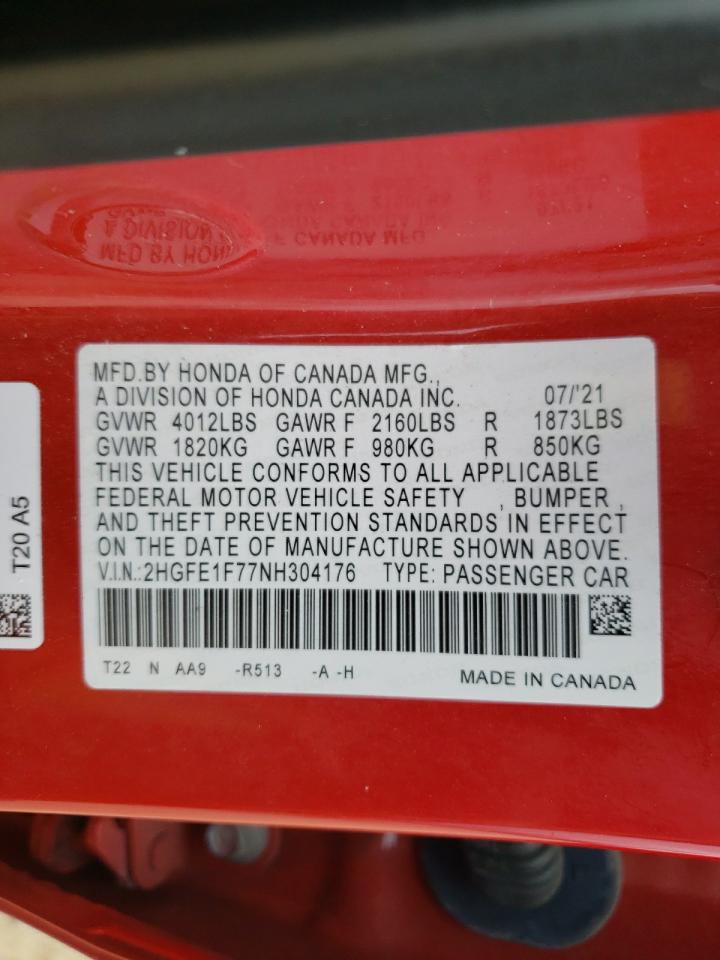 MFD.BY HONDA OF CANADA MFG.,
A DIVISION OF HONDA CANADA INC. 07/'21
GVWR 4012LBS GAWR F 2160LBS R 1873LBS
GVWR 1820KG GAWR F 980KG R 850KG
THIS VEHICLE CONFORMS TO ALL APPLICABLE
FEDERAL MOTOR VEHICLE SAFETY , BUMPER ,
AND THEFT PREVENTION STANDARDS IN EFFECT
ON THE DATE OF MANUFACTURE SHOWN ABOVE.
V.I.N.:2HGFE1F77NH304176 TYPE: PASSENGER CAR
T22 N AA9 -R513 -A -H MADE IN CANADA
T20 A5